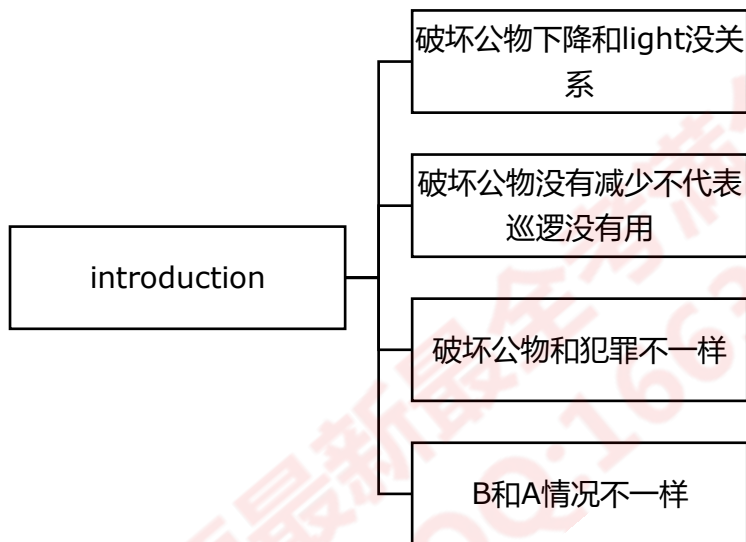 破坏公物下降和light没关
系
破坏公物没有减少不代表
巡逻没有用
introduction
破坏公物和犯罪不一样
B和A情况不一样